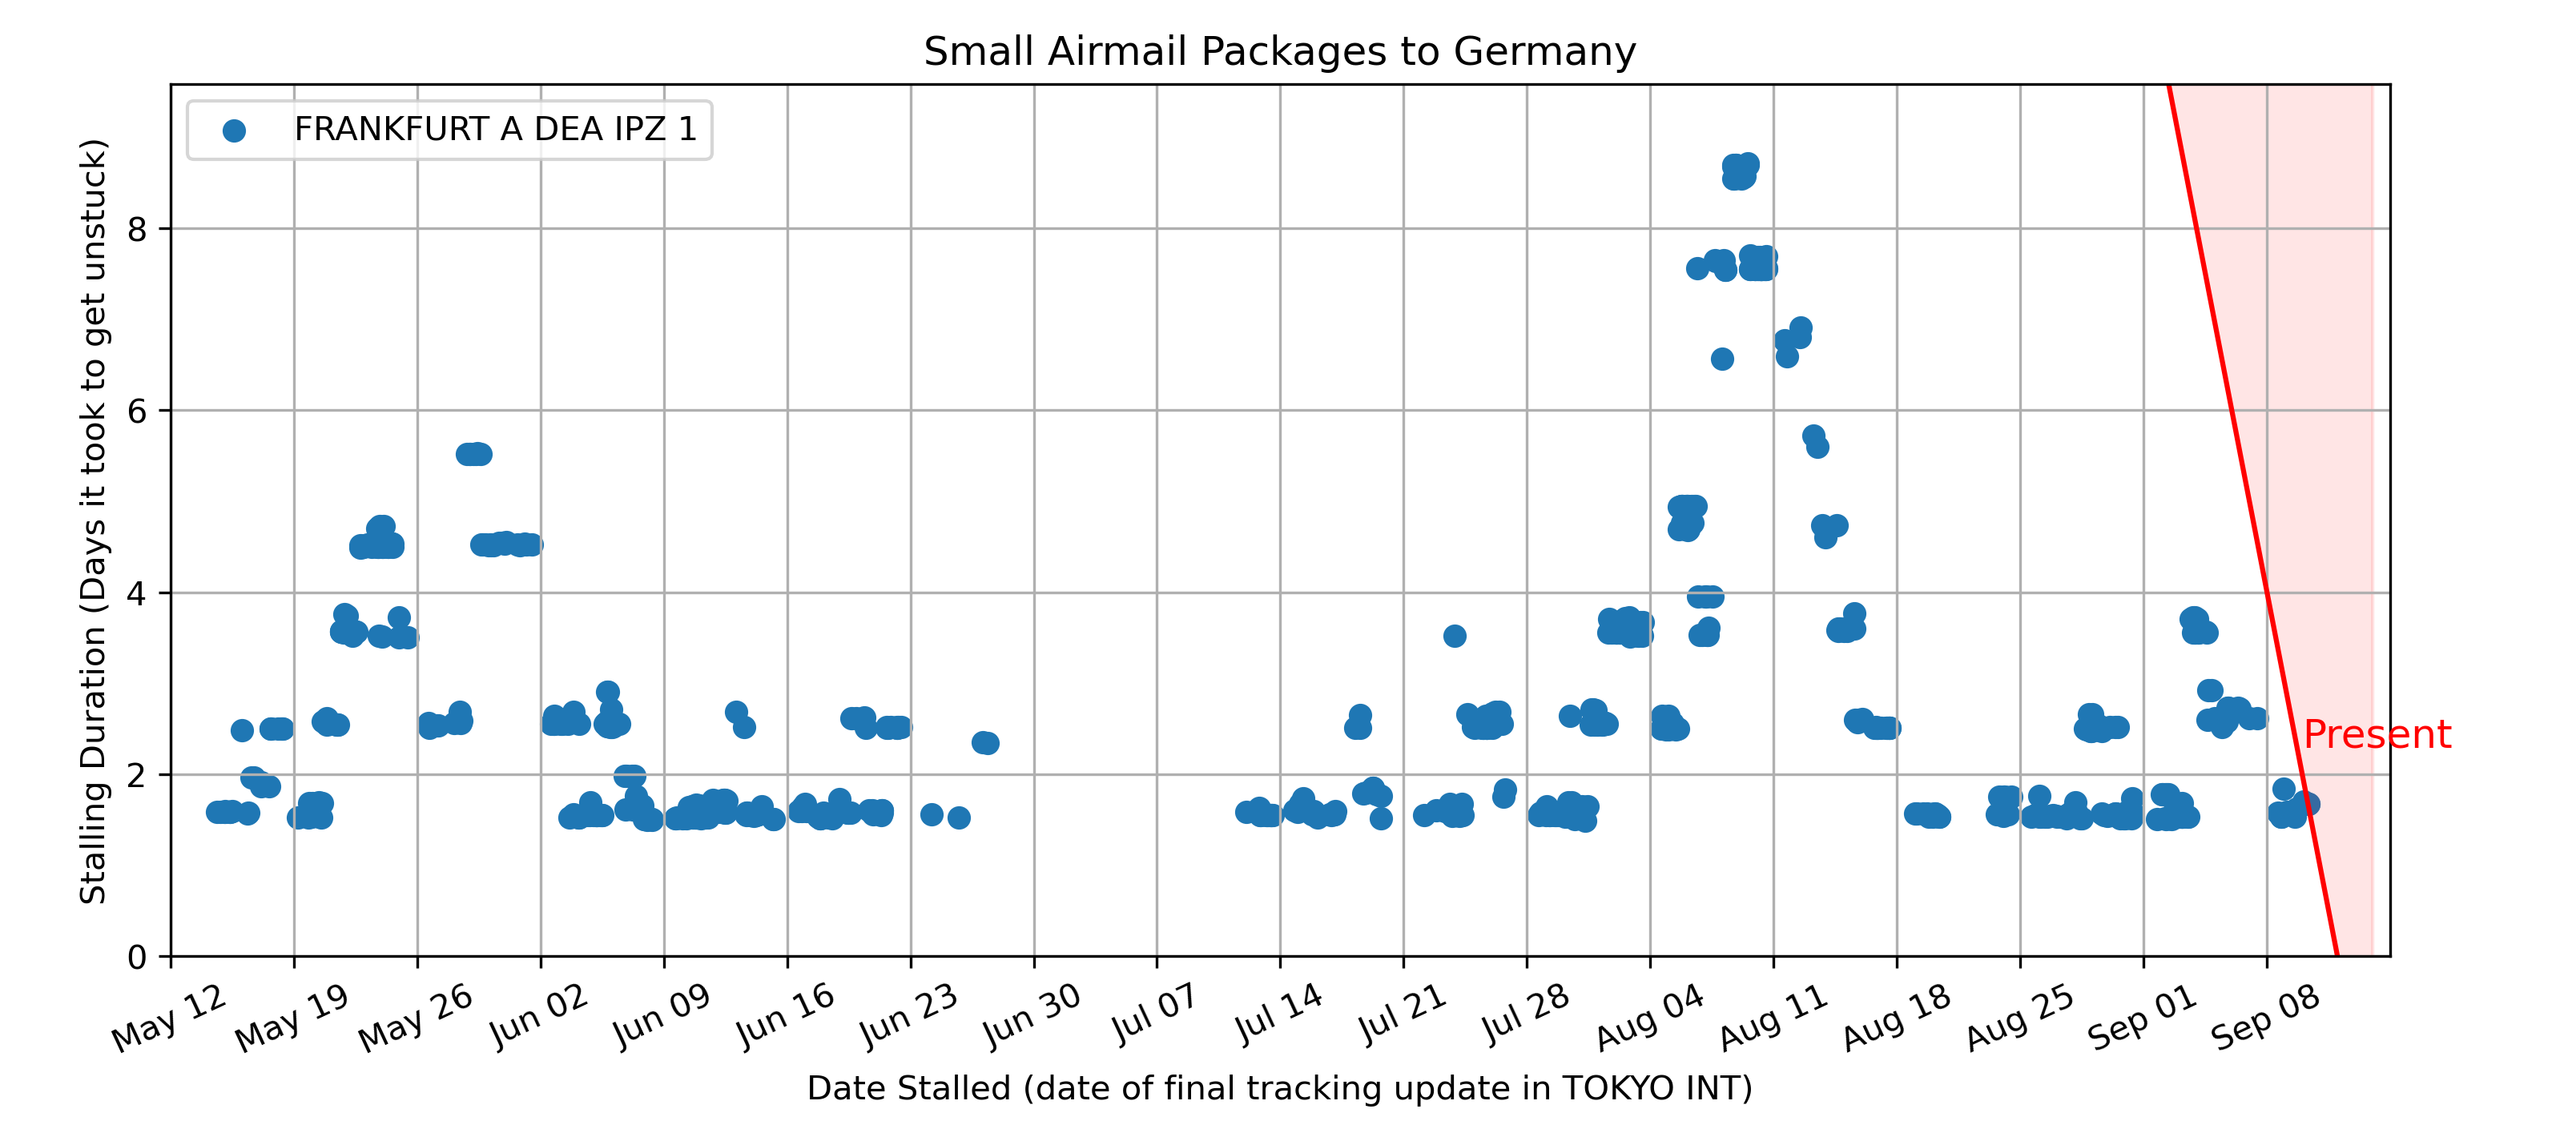 Small Airmail Packages to Germany
FRANKFURT A DEA IPZ 1
Stalling Duration (Days it took to get unstuck)
8
6
4
2
0
Present
May 12 May 19 May 26 Jun 02 Jun 09 Jun 16 Jun 23 Jun 30 Jul 07 Jul 14 Jul 21 Jul 28 Aug 04 Aug 11 Aug 18 Aug 25 Sep 01 Sep 08
Date Stalled (date of final tracking update in TOKYO INT)